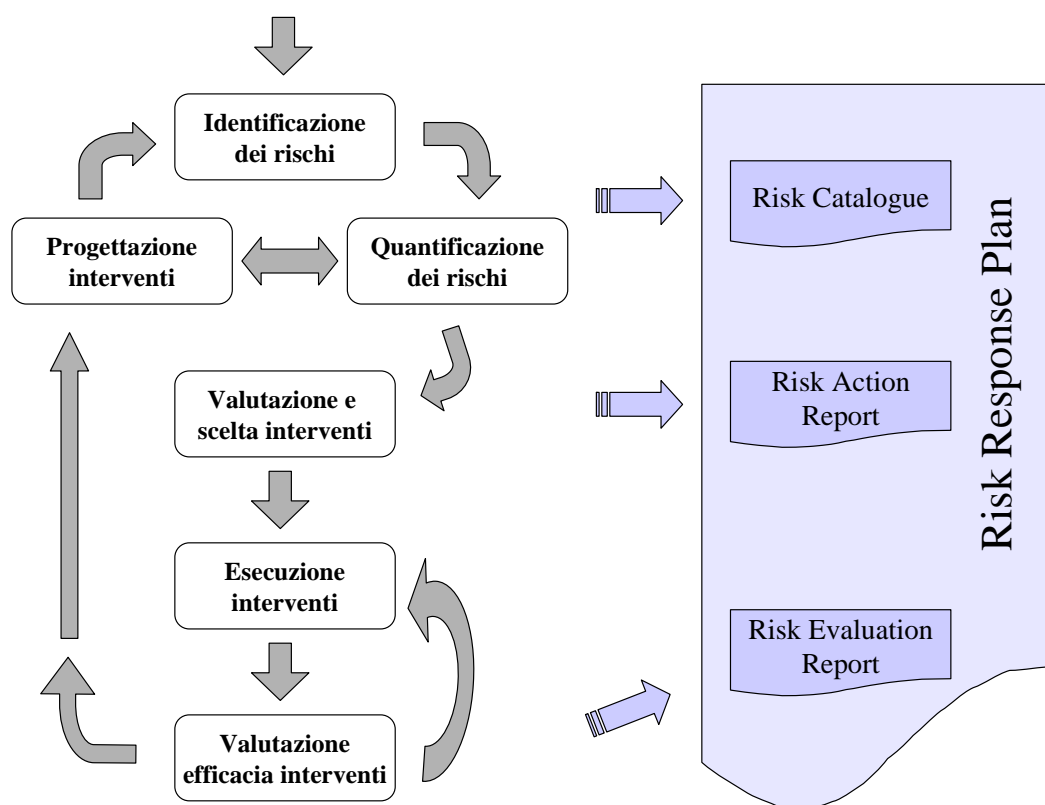 Identificazione
dei rischi
Progettazione
interventi
Quantificazione
dei rischi
Valutazione e
scelta interventi
Esecuzione
interventi
Valutazione
efficacia interventi
Risk Catalogue
Risk Action
Report
Risk Evaluation
Report
Risk Response Plan